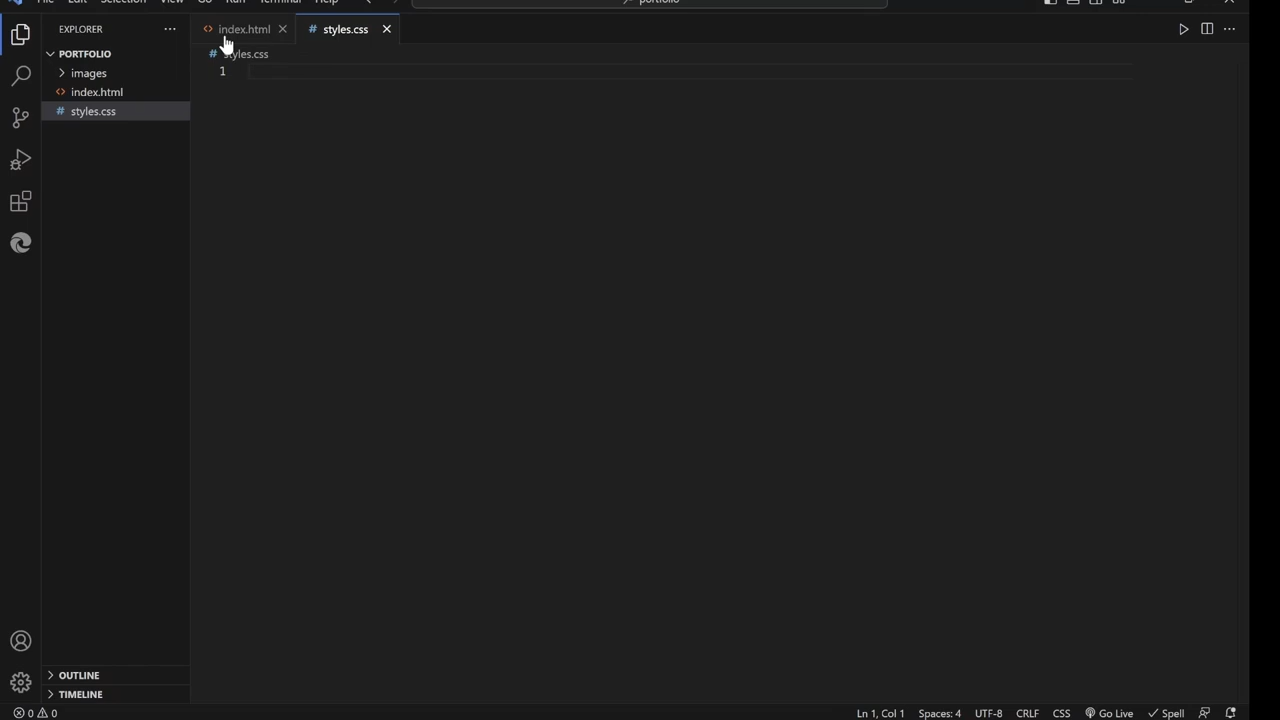 File Edit Selection View Go Run Terminal Help portfolio
EXPLORER
index.html
styles.css
PORTFOLIO
styles.css
images
1
index.html
styles.css
OUTLINE
TIMELINE
0 0
Ln 1, Col 1
Spaces: 4
UTF-8
CRLF
CSS
Go Live
Spell